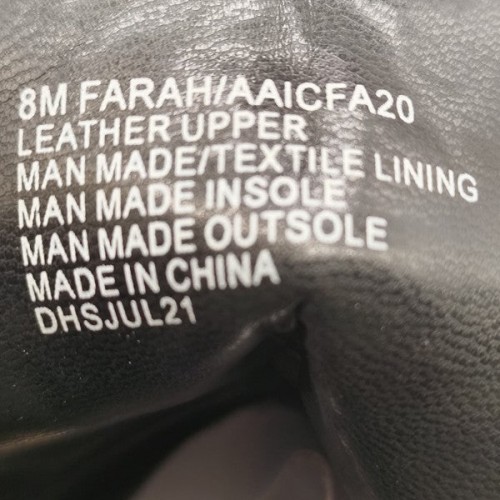 8M FARAH/AAICFA20
LEATHER UPPER
MAN MADE/TEXTILE LINING
MAN MADE INSOLE
MAN MADE OUTSOLE
MADE IN CHINA
DHSJUL21